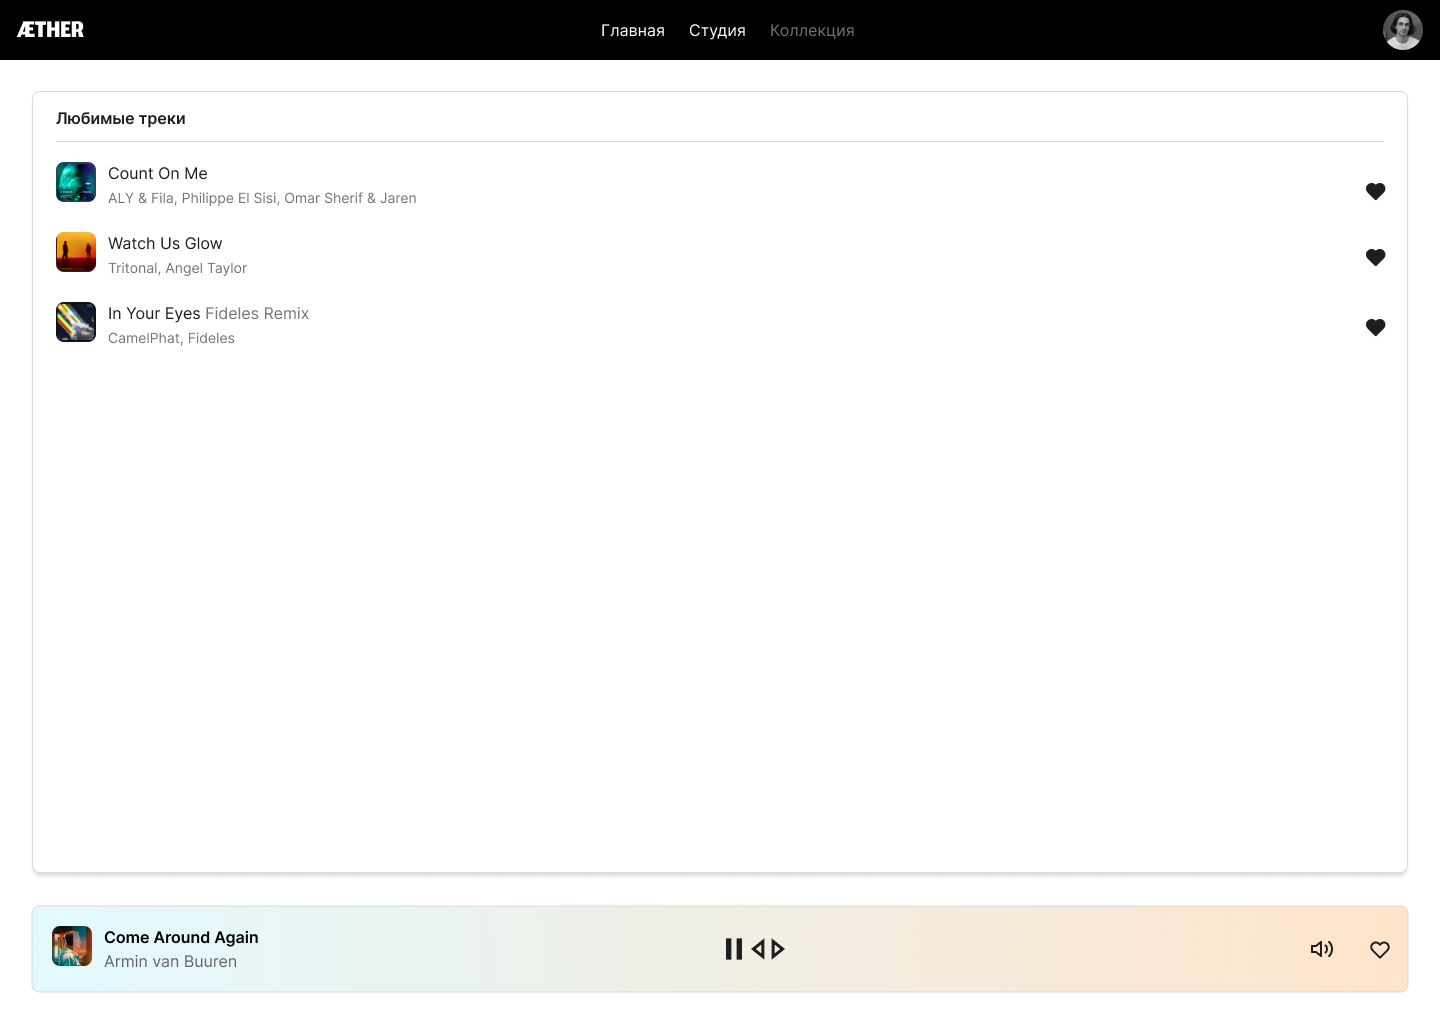 ÆTHER
Главная Студия Коллекция
Любимые треки
Count On Me
ALY & Fila, Philippe El Sisi, Omar Sherif & Jaren
Watch Us Glow
Tritonal, Angel Taylor
In Your Eyes Fideles Remix
CamelPhat, Fideles
Come Around Again
Armin van Buuren